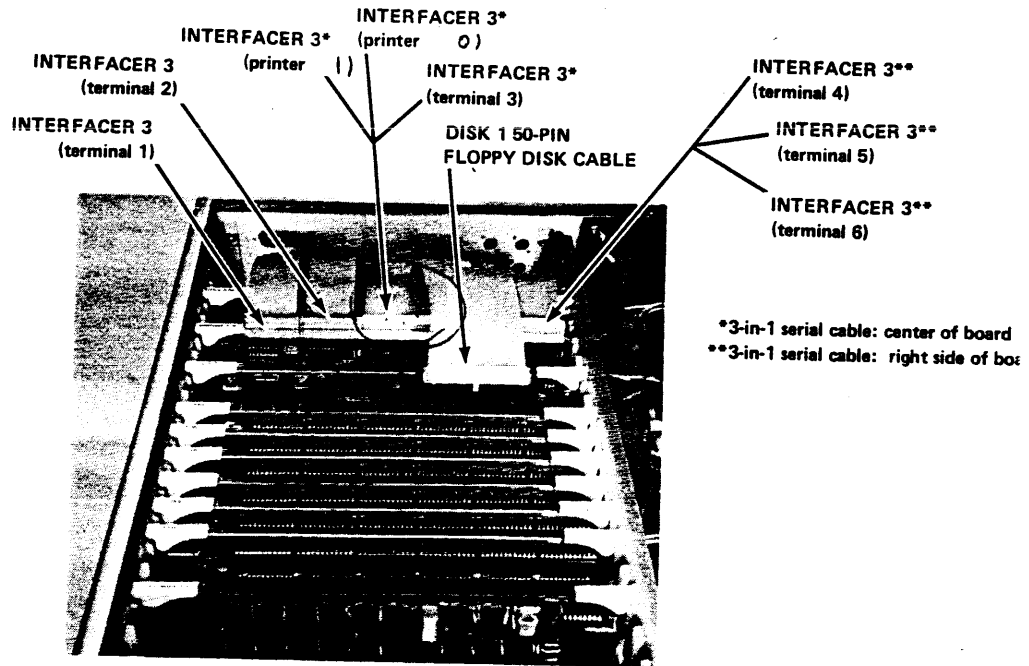 INTERFACER 3*
(printer 0)
INTERFACER 3*
(printer 1)
INTERFACER 3*
(terminal 3)
INTERFACER 3
(terminal 2)
INTERFACER 3
(terminal 1)
DISK 1 50-PIN
FLOPPY DISK CABLE
INTERFACER 3**
(terminal 4)
INTERFACER 3**
(terminal 5)
INTERFACER 3**
(terminal 6)
*3-in-1 serial cable: center of board
**3-in-1 serial cable: right side of boa